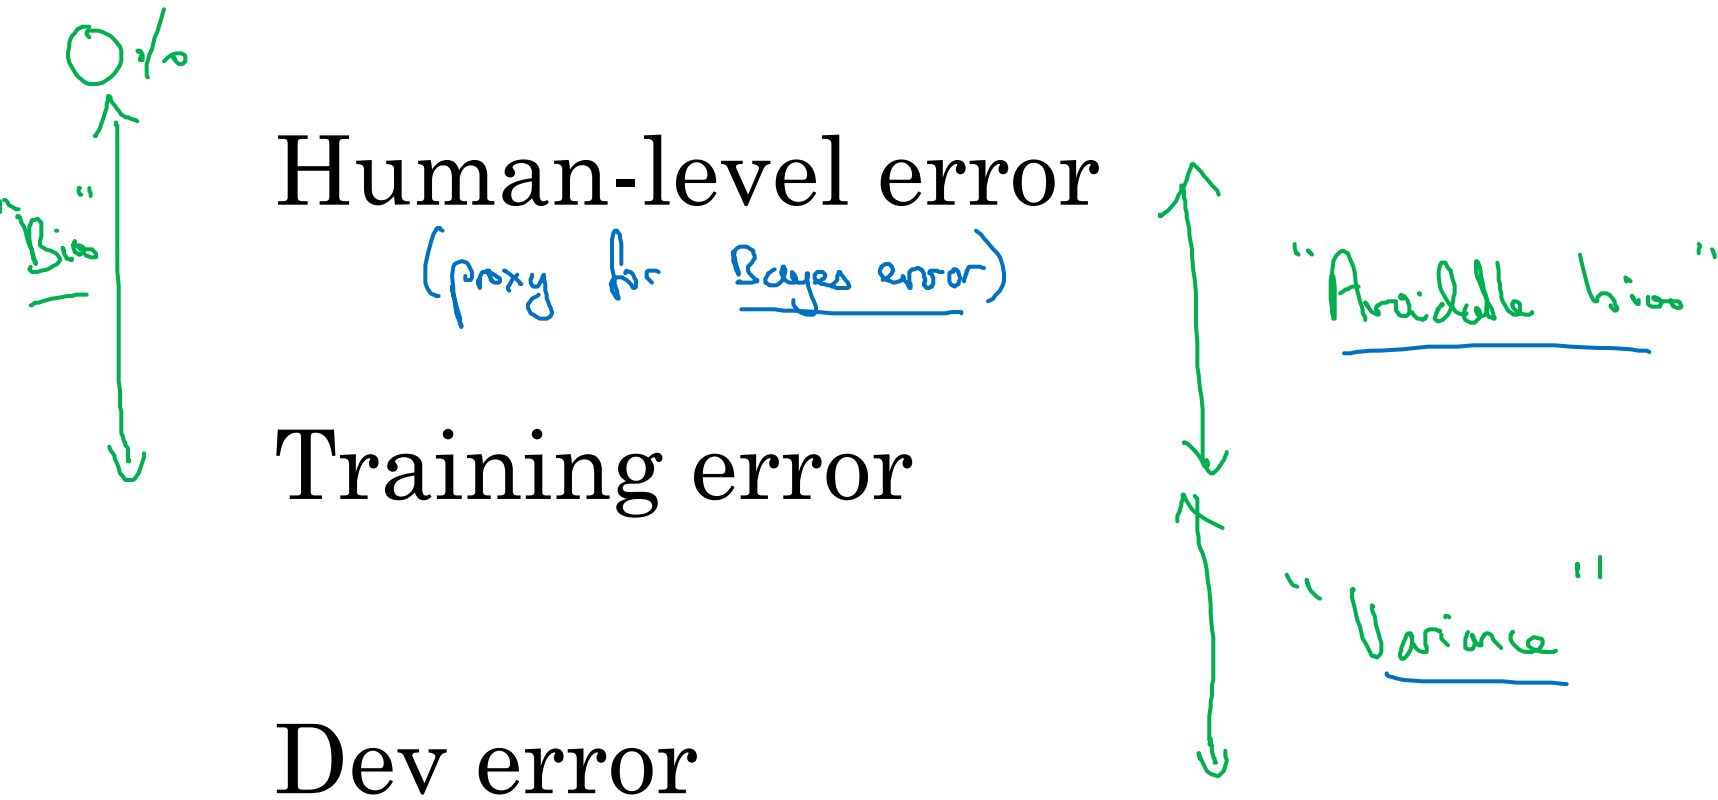 0%
Human-level error
"Bias"
(proxy for Bayes error)
"Avoidable bias"
Training error
"Variance"
Dev error